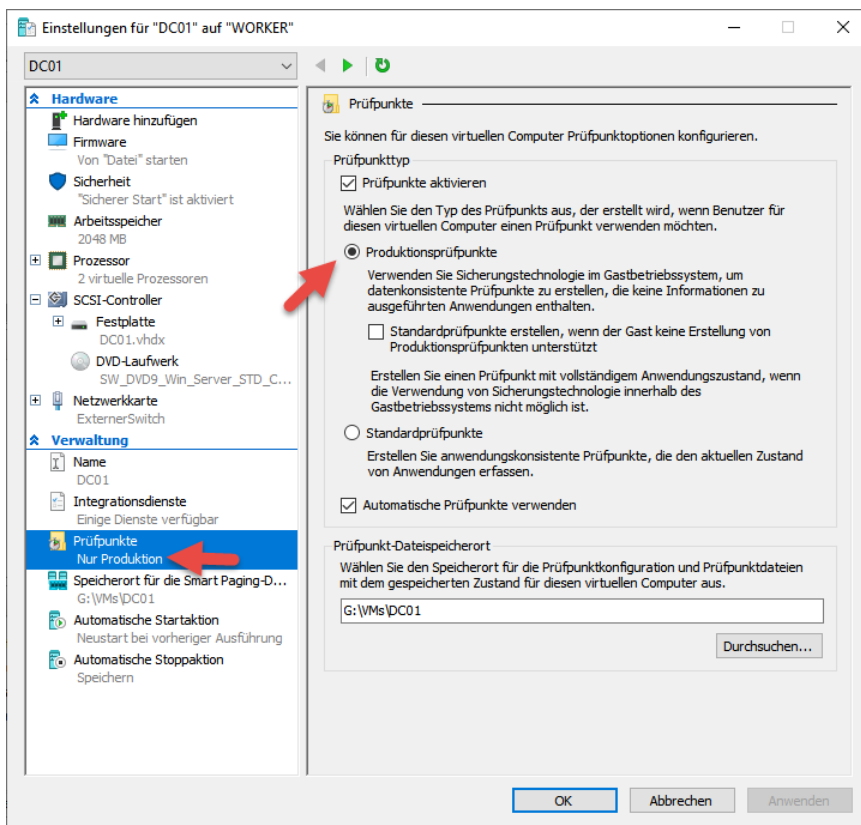 Einstellungen für "DC01" auf "WORKER"
DC01
Hardware
Hardware hinzufügen
Firmware
Von "Datei" starten
Sicherheit
"Sicherer Start" ist aktiviert
Arbeitsspeicher
2048 MB
Prozessor
2 virtuelle Prozessoren
SCSI-Controller
Festplatte
DC01.vhdx
DVD-Laufwerk
SW_DVD9_Win_Server_STD_C...
Netzwerkkarte
ExternerSwitch
Verwaltung
Name
DC01
Integrationsdienste
Einige Dienste verfügbar
Prüfpunkte
Nur Produktion
Speicherort für die Smart Paging-D...
G:\VMs\DC01
Automatische Startaktion
Neustart bei vorheriger Ausführung
Automatische Stoppaktion
Speichern
Prüfpunkte
Sie können für diesen virtuellen Computer Prüfpunktoptionen konfigurieren.
Prüfpunkttyp
Prüfpunkte aktivieren
Wählen Sie den Typ des Prüfpunkts aus, der erstellt wird, wenn Benutzer für
diesen virtuellen Computer einen Prüfpunkt verwenden möchten.
Produktionsprüfpunkte
Verwenden Sie Sicherungstechnologie im Gastbetriebssystem, um
datenkonsistente Prüfpunkte zu erstellen, die keine Informationen zu
ausgeführten Anwendungen enthalten.
Standardprüfpunkte erstellen, wenn der Gast keine Erstellung von
Produktionsprüfpunkten unterstützt
Erstellen Sie einen Prüfpunkt mit vollständigem Anwendungszustand, wenn
die Verwendung von Sicherungstechnologie innerhalb des
Gastbetriebssystems nicht möglich ist.
Standardprüfpunkte
Erstellen Sie anwendungskonsistente Prüfpunkte, die den aktuellen Zustand
von Anwendungen erfassen.
Automatische Prüfpunkte verwenden
Prüfpunkt-Dateispeicherort
Wählen Sie den Speicherort für die Prüfpunktkonfiguration und Prüfpunktdateien
mit dem gespeicherten Zustand für diesen virtuellen Computer aus.
G:\VMs\DC01
Durchsuchen...
OK
Abbrechen
Anwenden